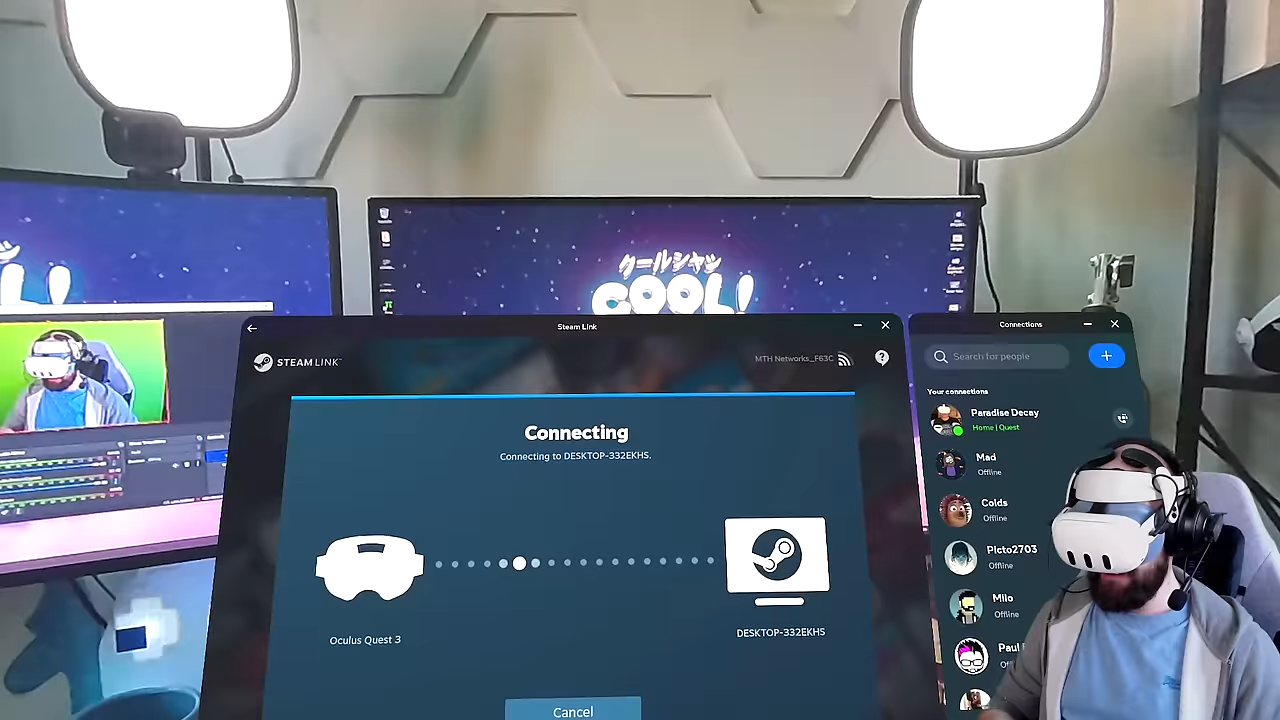 クールシャツ
COOL!
Steam Link
STEAM LINK
MTH Networks_F63C
Connecting
Connecting to DESKTOP-332EKHS.
Oculus Quest 3
DESKTOP-332EKHS
Cancel
Connections
Search for people
Your connections
Paradise Decay
Home | Quest
Mad
Offline
Colds
Offline
Picto2703
Offline
Milo
Offline
Paul